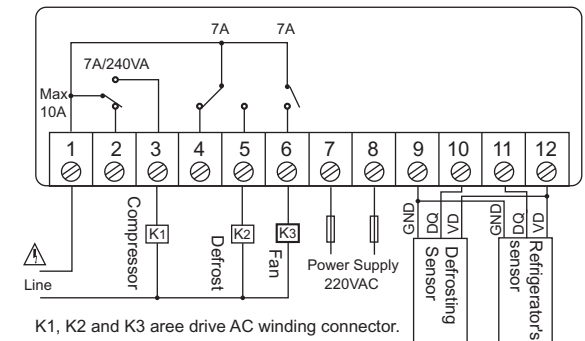 7A 7A
7A/240VA
Max
10A
1 2 3 4 5 6 7 8 9 10 11 12
Compressor
K1
Defrost
K2
Fan
K3
Line
Power Supply
220VAC
GND
DQ
VD
Defrosting
Sensor
GND
DQ
VD
Refrigerator's
sensor
K1, K2 and K3 aree drive AC winding connector.